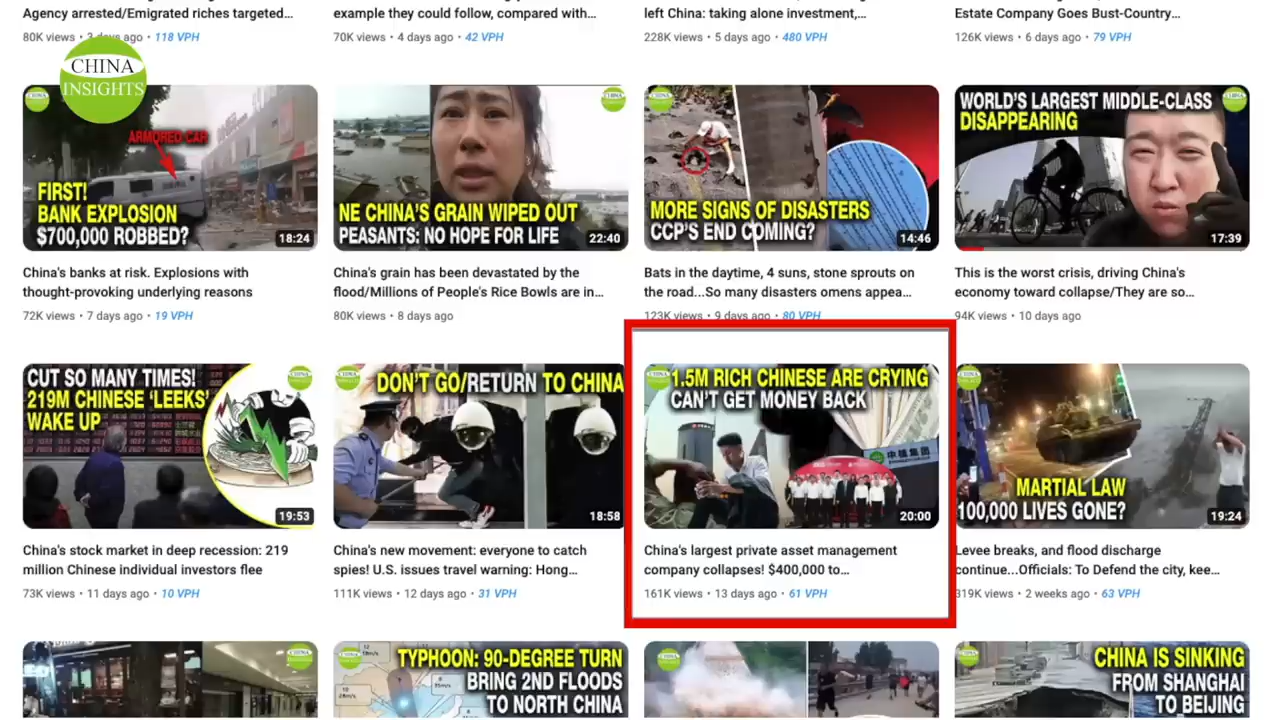 Agency arrested/Emigrated riches targeted...
80K views • 3 days ago • 118 VPH
example they could follow, compared with...
70K views • 4 days ago • 42 VPH
left China: taking alone investment,...
228K views • 5 days ago • 480 VPH
Estate Company Goes Bust-Country...
126K views • 6 days ago • 79 VPH
CHINA
INSIGHTS
ARMORED CAR
FIRST!
BANK EXPLOSION
$700,000 ROBBED?
18:24
China's banks at risk. Explosions with
thought-provoking underlying reasons
72K views • 7 days ago • 19 VPH
NE CHINA'S GRAIN WIPED OUT
PEASANTS: NO HOPE FOR LIFE
22:40
China's grain has been devastated by the
flood/Millions of People's Rice Bowls are in...
80K views • 8 days ago
MORE SIGNS OF DISASTERS
CCP'S END COMING?
14:46
Bats in the daytime, 4 suns, stone sprouts on
the road...So many disasters omens appea...
123K views • 9 days ago • 80 VPH
WORLD'S LARGEST MIDDLE-CLASS
DISAPPEARING
17:39
This is the worst crisis, driving China's
economy toward collapse/They are so...
94K views • 10 days ago
CUT SO MANY TIMES!
219M CHINESE 'LEEKS'
WAKE UP
19:53
China's stock market in deep recession: 219
million Chinese individual investors flee
73K views • 11 days ago • 10 VPH
DON'T GO/RETURN TO CHINA
18:58
China's new movement: everyone to catch
spies! U.S. issues travel warning: Hong...
111K views • 12 days ago • 31 VPH
1.5M RICH CHINESE ARE CRYING
CAN'T GET MONEY BACK
中植集团
20:00
China's largest private asset management
company collapses! $400,000 to...
161K views • 13 days ago • 61 VPH
MARTIAL LAW
100,000 LIVES GONE?
19:24
Levee breaks, and flood discharge
continue...Officials: To Defend the city, kee...
319K views • 2 weeks ago • 63 VPH
TYPHOON: 90-DEGREE TURN
BRING 2ND FLOODS
TO NORTH CHINA
CHINA IS SINKING
FROM SHANGHAI
TO BEIJING